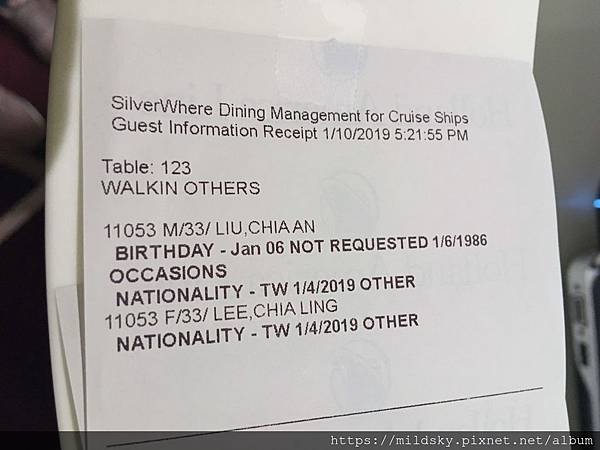 SilverWhere Dining Management for Cruise Ships
Guest Information Receipt 1/10/2019 5:21:55 PM
Table: 123
WALKIN OTHERS
11053 M/33/ LIU,CHIA AN
BIRTHDAY - Jan 06 NOT REQUESTED 1/6/1986
OCCASIONS
NATIONALITY - TW 1/4/2019 OTHER
11053 F/33/ LEE,CHIA LING
NATIONALITY - TW 1/4/2019 OTHER
https://mildsky.pixnet.net/album